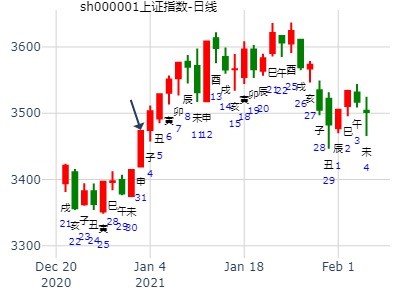 sh000001上证指数-日线
3600
3500
3400
3300
戌
21
亥
22
子
23
丑
24
寅
25
巳
28
午
29
未
30
申
31
子
4
丑
5
寅
6
卯
7
辰
8
未
11
申
12
酉
13
戌
14
亥
15
寅
18
卯
19
辰
20
巳
21
午
22
酉
25
戌
26
亥
27
子
28
丑
29
辰
1
巳
2
午
3
未
4
Dec 20
2020
Jan 4
2021
Jan 18
Feb 1